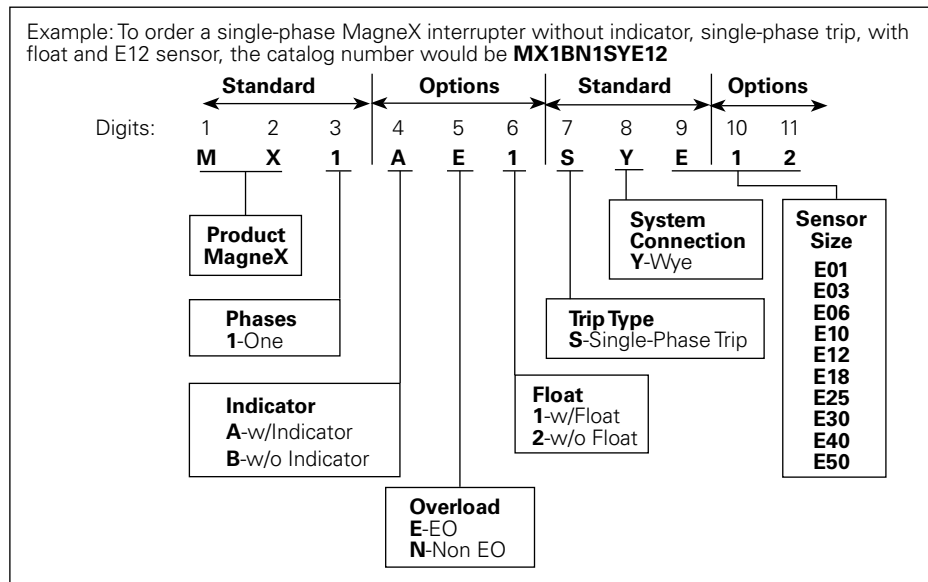 Example: To order a single-phase MagneX interrupter without indicator, single-phase trip, with
float and E12 sensor, the catalog number would be MX1BN1SYE12
Standard Options Standard Options
Digits: 1 2 3 4 5 6 7 8 9 10 11
M X 1 A E 1 S Y E 1 2
Product
MagneX
System
Connection
Y-Wye
Sensor
Size
E01
E03
E06
E10
E12
E18
E25
E30
E40
E50
Phases
1-One
Trip Type
S-Single-Phase Trip
Indicator
A-w/Indicator
B-w/o Indicator
Float
1-w/Float
2-w/o Float
Overload
E-EO
N-Non EO